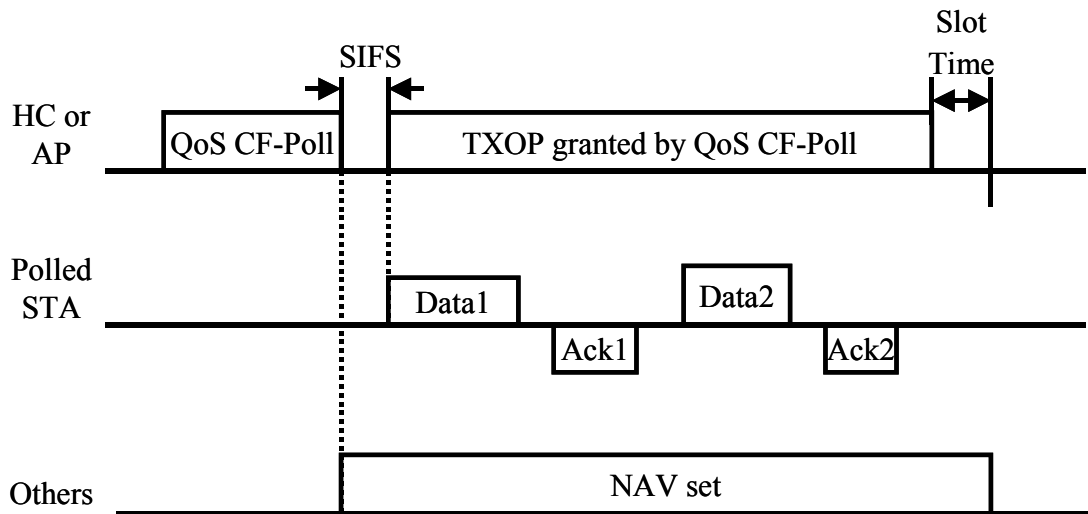 Slot
Time
SIFS
HC or
AP
QoS CF-Poll
TXOP granted by QoS CF-Poll
Polled
STA
Data1
Data2
Ack1
Ack2
Others
NAV set